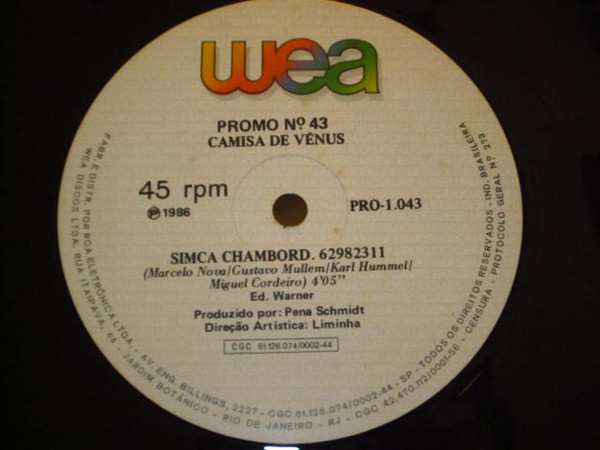 wea
PROMO Nº 43
CAMISA DE VÊNUS
45 rpm
℗ 1986
PRO-1.043
SIMCA CHAMBORD. 62982311
(Marcelo Nova/Gustavo Mullem/Karl Hummel/
Miguel Cordeiro) 4'05"
Ed. Warner
Produzido por: Pena Schmidt
Direção Artística: Liminha
CGC 61.126.074/0002-44
FABR. E DISTR. POR RCA ELETRÔNICA LTDA. - AV. ENG. BILLINGS, 2227 - CGC 61.126.074/0002-44 - SP - TODOS OS DIREITOS RESERVADOS - IND. BRASILEIRA
WEA DISCOS LTDA. RUA ITAIPAVA, 44 - JARDIM BOTÂNICO - RIO DE JANEIRO - RJ - CGC 42.470.112/0001-56 - CENSURA - PROTOCOLO GERAL Nº 273